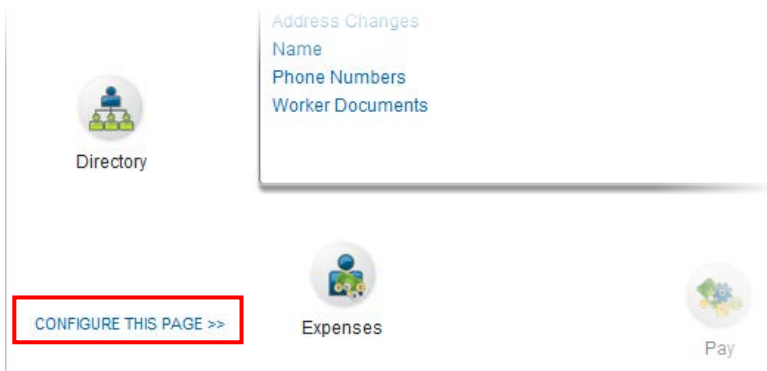 Address Changes
Name
Phone Numbers
Worker Documents
Directory
CONFIGURE THIS PAGE >>
Expenses
Pay